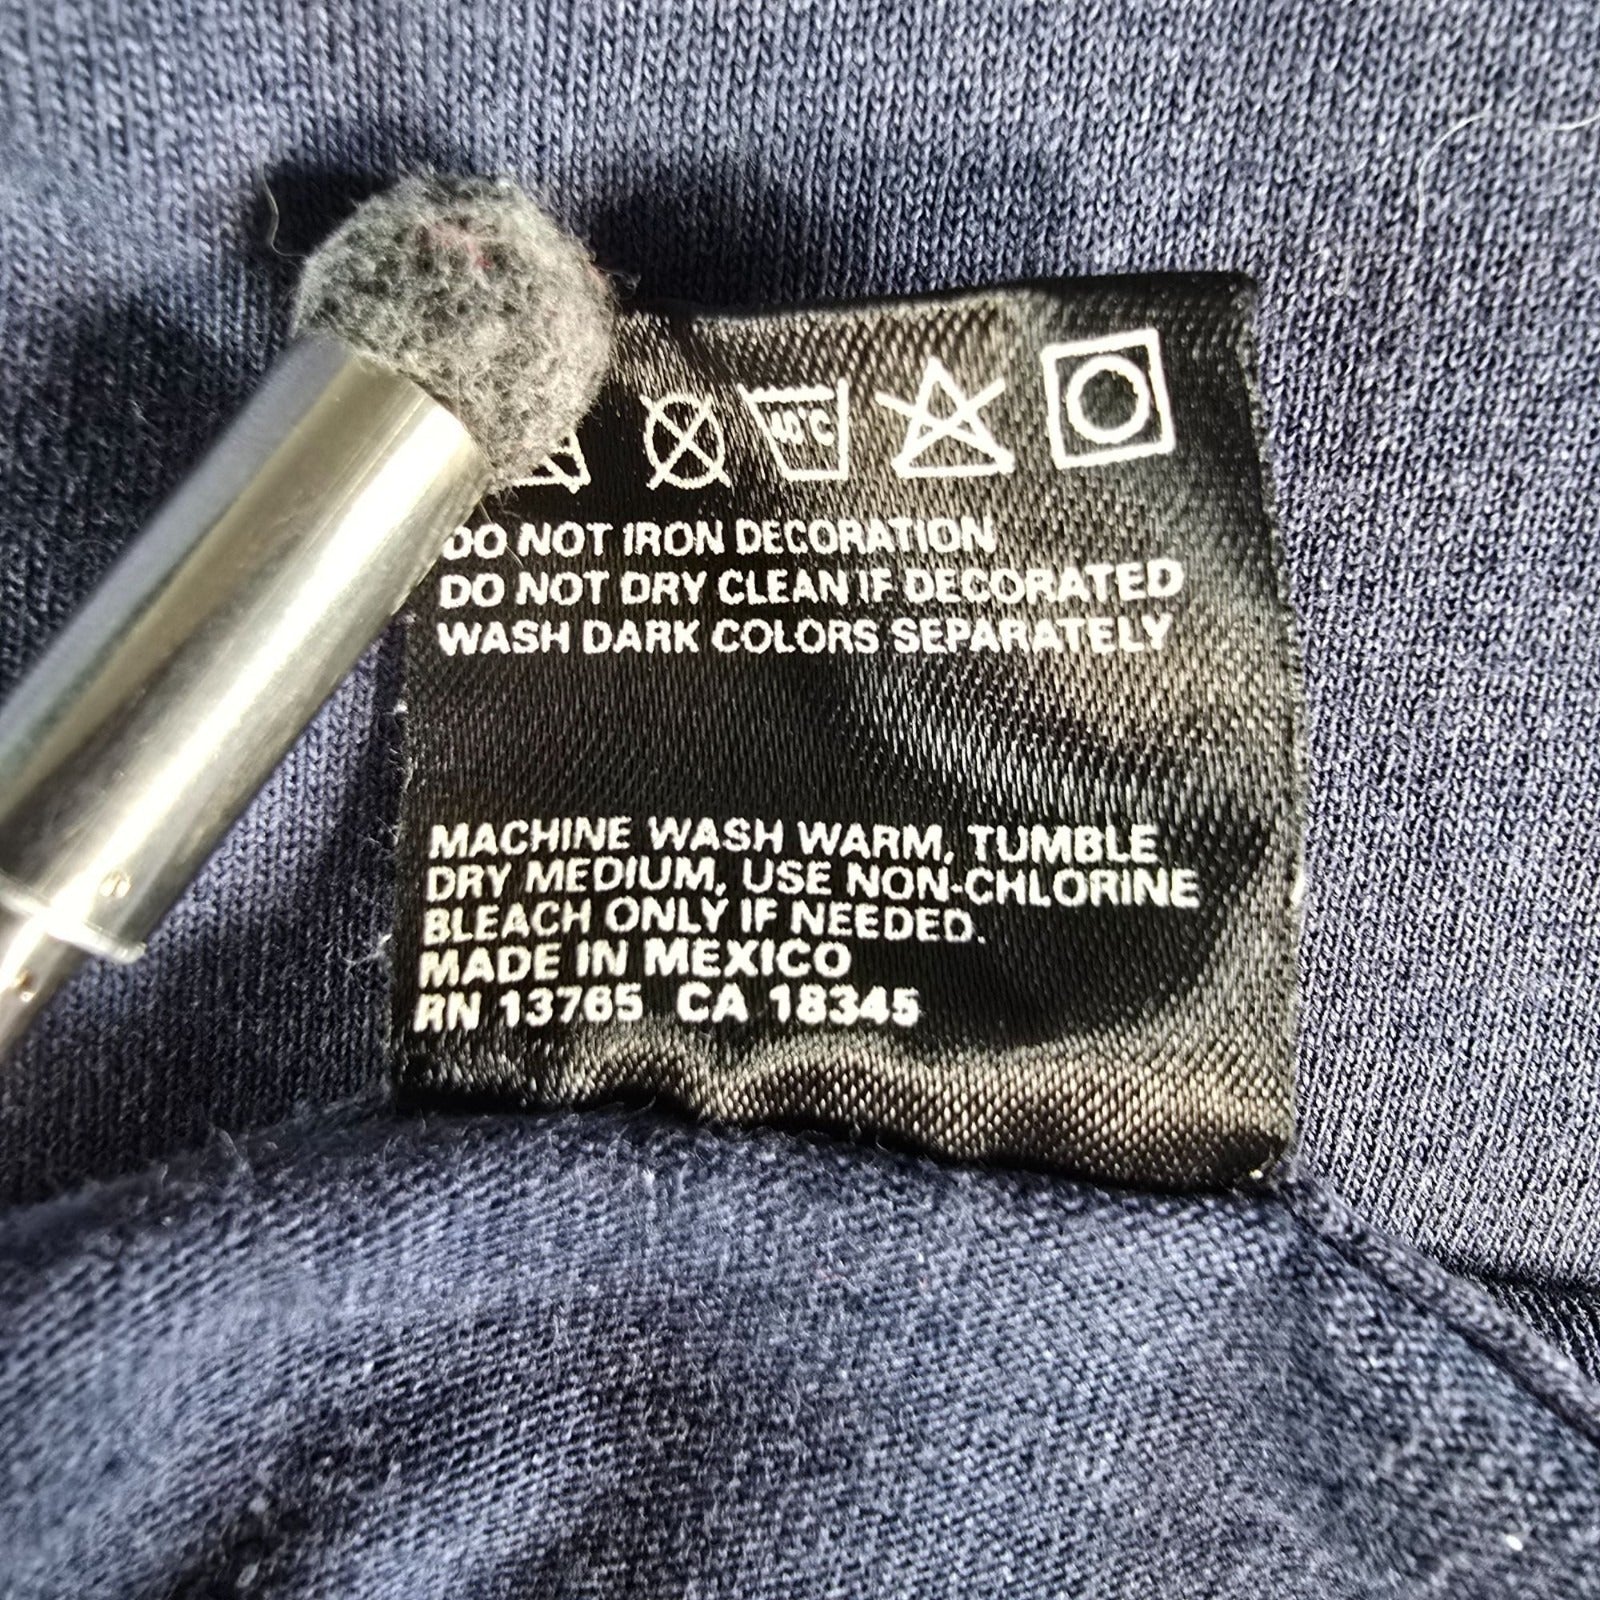 40°C
DO NOT IRON DECORATION
DO NOT DRY CLEAN IF DECORATED
WASH DARK COLORS SEPARATELY
MACHINE WASH WARM, TUMBLE
DRY MEDIUM, USE NON-CHLORINE
BLEACH ONLY IF NEEDED.
MADE IN MEXICO
RN 13765 CA 18345